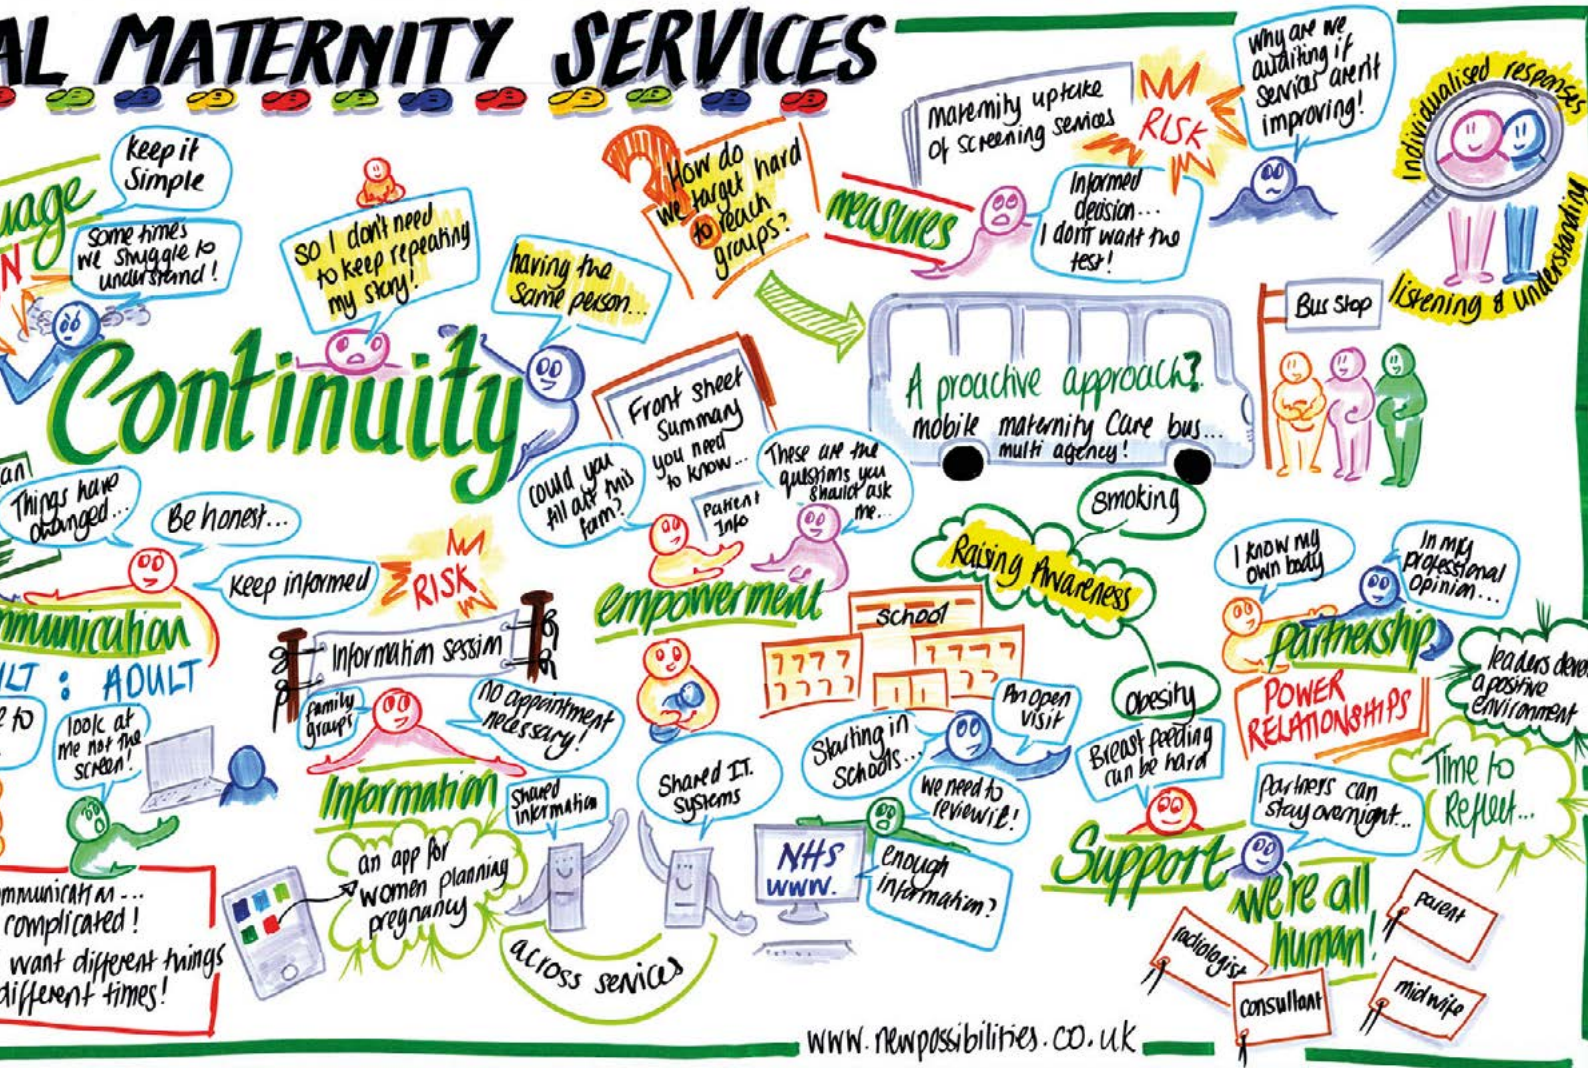 AL MATERNITY SERVICES
uage
N
Keep it
Simple
Some times
we struggle to
understand!
So I don't need
to keep repeating
my story!
having the
same person...
Continuity
How do
we target hard
to reach
groups?
measures
maternity uptake
of screening services
RISK
Informed
decision...
I don't want the
test!
Why are we
auditing if
services aren't
improving!
Individualised responses
listening & understanding
A proactive approach?
mobile maternity care bus...
multi agency!
Bus Stop
an
Things have
changed...
Be honest...
Keep informed
RISK
mmunication
LT : ADULT
e to
look at
me not the
screen!
mmunication...
complicated!
want different things
different times!
Front sheet
Summary
you need
to know...
Patient
Info
Could you
fill out this
form?
These are the
questions you
should ask
me...
empowerment
Information session
family
groups
no appointment
necessary!
Information
an app for
women planning
pregnancy
Shared
information
Shared I.T.
Systems
across services
School
Starting in
Schools...
An open
visit
we need to
review it!
NHS
www.
enough
information?
Raising Awareness
Smoking
Obesity
Breast feeding
can be hard
Support
Partners can
stay overnight...
we're all
human!
radiologist
consultant
parent
midwife
I know my
own body
In my
professional
opinion...
Partnership
POWER
RELATIONSHIPS
leaders deve
a positive
environment
Time to
Reflect...
www.newpossibilities.co.uk